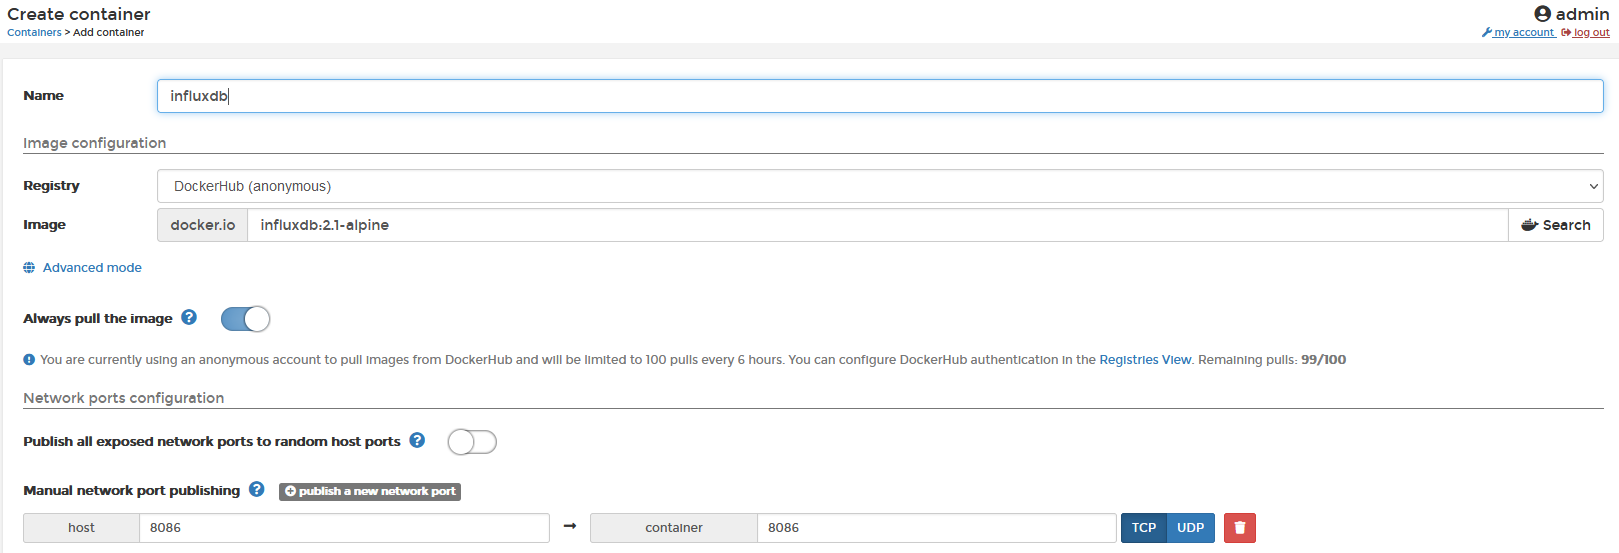 Create container
admin
Containers > Add container
my account log out
Name influxdb
Image configuration
Registry DockerHub (anonymous)
Image docker.io influxdb:2.1-alpine Search
Advanced mode
Always pull the image
You are currently using an anonymous account to pull images from DockerHub and will be limited to 100 pulls every 6 hours. You can configure DockerHub authentication in the Registries View. Remaining pulls: 99/100
Network ports configuration
Publish all exposed network ports to random host ports
Manual network port publishing publish a new network port
host 8086 → container 8086 TCP UDP